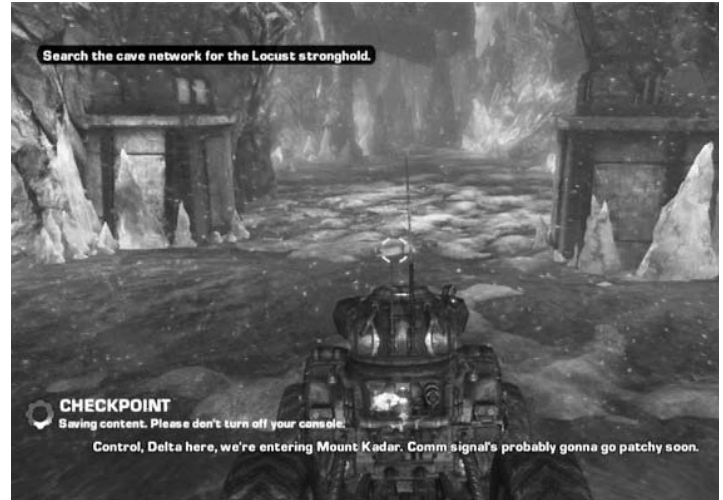 Search the cave network for the Locust stronghold.
CHECKPOINT
Saving content. Please don't turn off your console.
Control, Delta here, we're entering Mount Kadar. Comm signal's probably gonna go patchy soon.